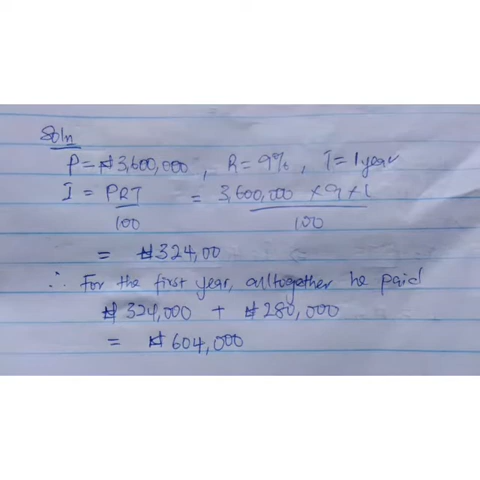 Soln
P = ₦3,600,000 , R = 9% , T = 1 year
I = PRT = 3,600,000 × 9 × 1
100 100
= ₦324,00
∴ For the first year, alltogether he paid
₦324,000 + ₦280,000
= ₦604,000